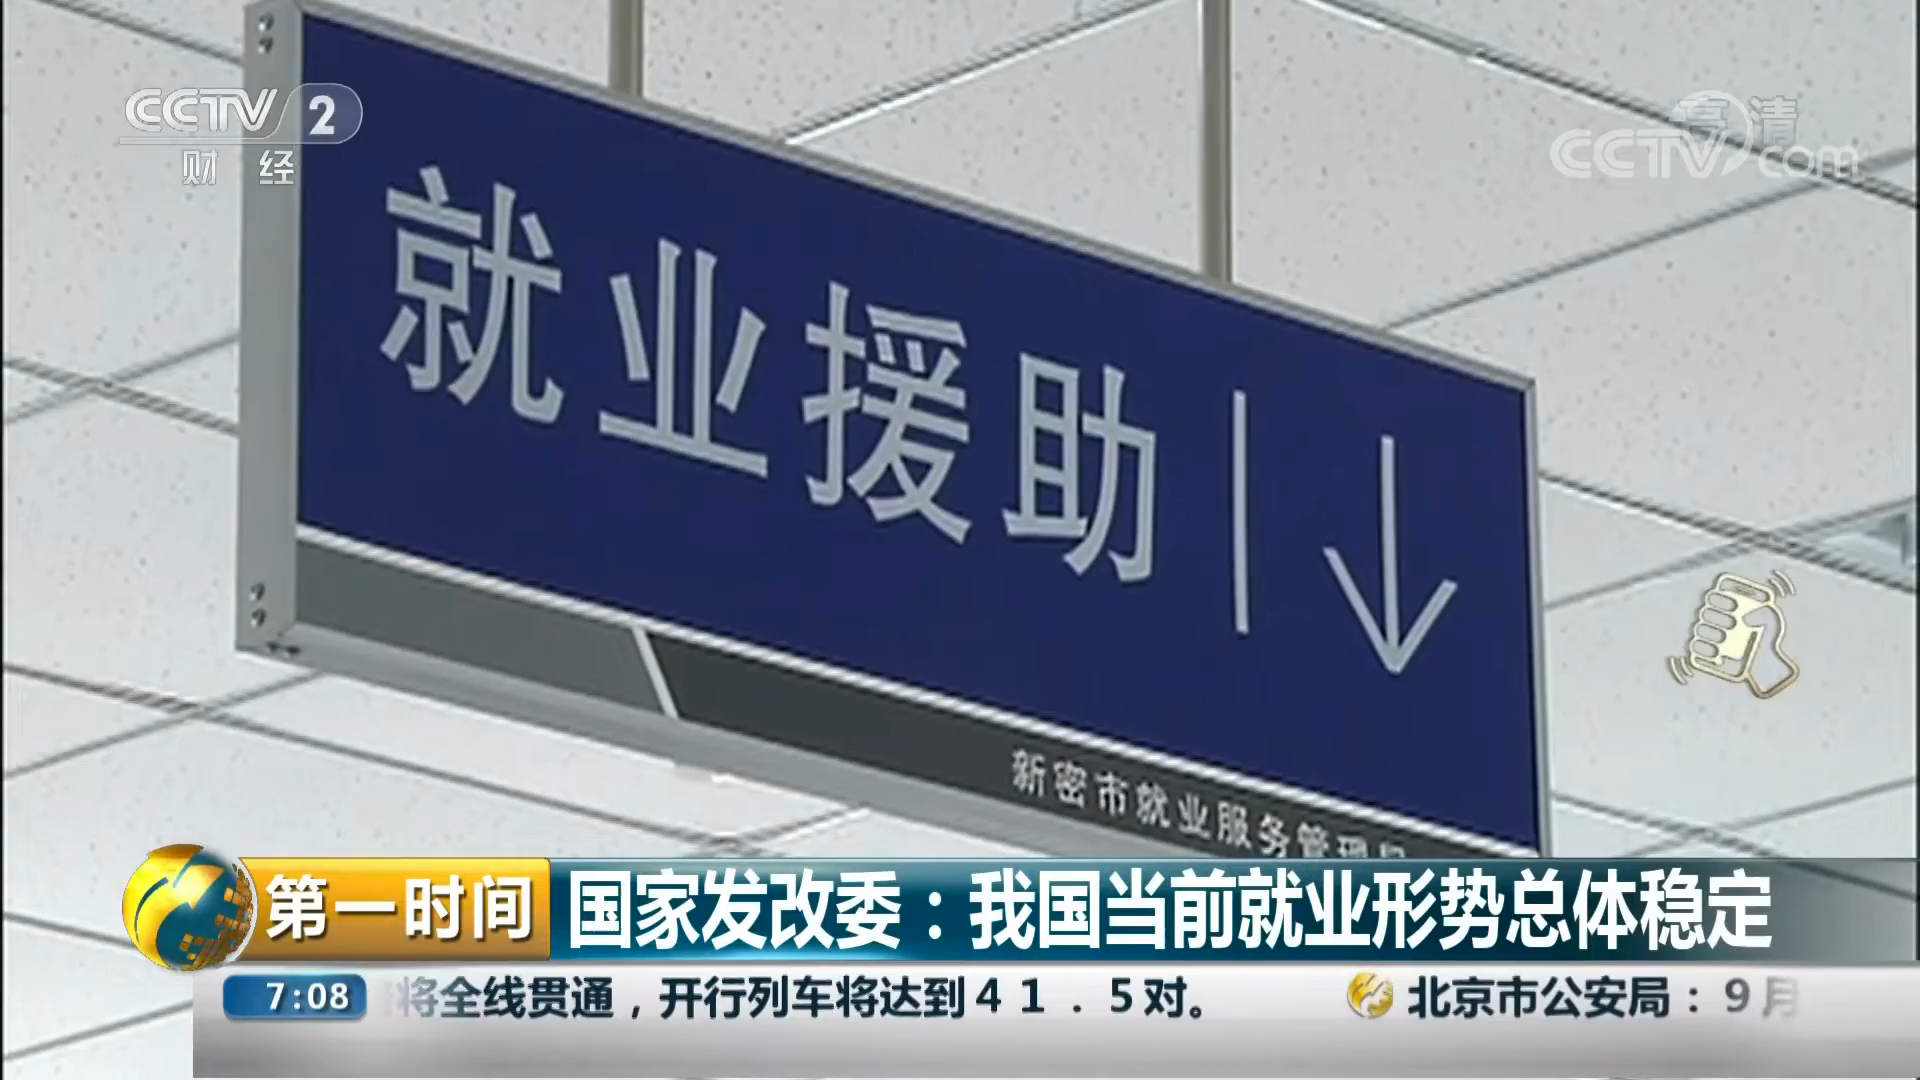 CCTV 2
财经
高清
CCTV.com
就业援助
新密市就业服务管理局
第一时间
国家发改委：我国当前就业形势总体稳定
7:08
将全线贯通，开行列车将达到41.5对。
北京市公安局：9月